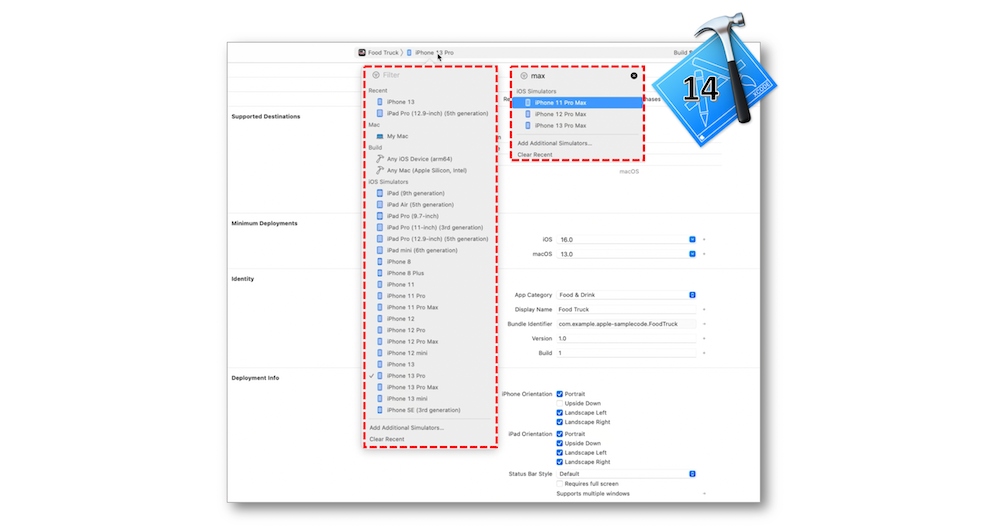 Food Truck 〉 iPhone 13 Pro
Build
Filter
Recent
iPhone 13
iPad Pro (12.9-inch) (5th generation)
Mac
My Mac
Build
Any iOS Device (arm64)
Any Mac (Apple Silicon, Intel)
iOS Simulators
iPad (9th generation)
iPad Air (5th generation)
iPad Pro (9.7-inch)
iPad Pro (11-inch) (3rd generation)
iPad Pro (12.9-inch) (5th generation)
iPad mini (6th generation)
iPhone 8
iPhone 8 Plus
iPhone 11
iPhone 11 Pro
iPhone 11 Pro Max
iPhone 12
iPhone 12 Pro
iPhone 12 Pro Max
iPhone 12 mini
iPhone 13
iPhone 13 Pro
iPhone 13 Pro Max
iPhone 13 mini
iPhone SE (3rd generation)
Add Additional Simulators...
Clear Recent
max
iOS Simulators
iPhone 11 Pro Max
iPhone 12 Pro Max
iPhone 13 Pro Max
Add Additional Simulators...
Clear Recent
14
XCODE
Supported Destinations
macOS
Minimum Deployments
iOS 16.0
macOS 13.0
Identity
App Category Food & Drink
Display Name Food Truck
Bundle Identifier com.example.apple-samplecode.FoodTruck
Version 1.0
Build 1
Deployment Info
iPhone Orientation Portrait
Upside Down
Landscape Left
Landscape Right
iPad Orientation Portrait
Upside Down
Landscape Left
Landscape Right
Status Bar Style Default
Requires full screen
Supports multiple windows